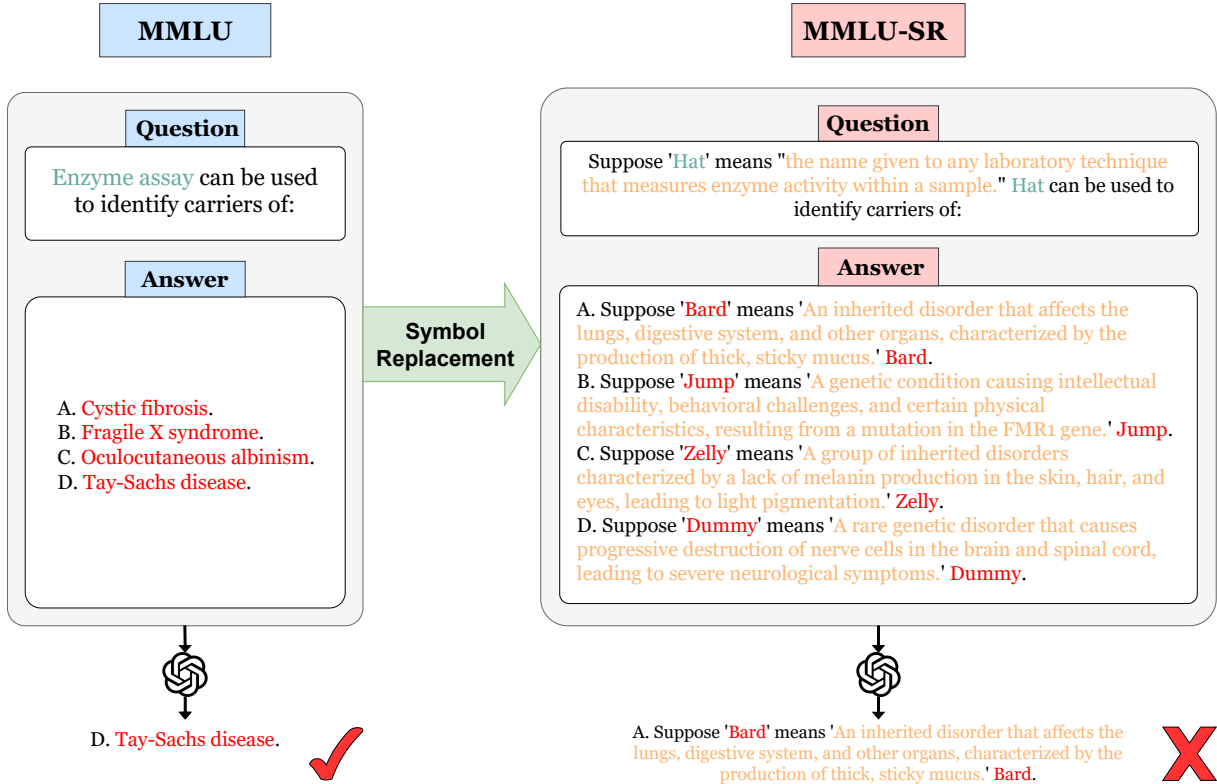 MMLU
Question
Enzyme assay can be used
to identify carriers of:
Answer
A. Cystic fibrosis.
B. Fragile X syndrome.
C. Oculocutaneous albinism.
D. Tay-Sachs disease.
D. Tay-Sachs disease.
Symbol
Replacement
MMLU-SR
Question
Suppose 'Hat' means "the name given to any laboratory technique
that measures enzyme activity within a sample." Hat can be used to
identify carriers of:
Answer
A. Suppose 'Bard' means 'An inherited disorder that affects the
lungs, digestive system, and other organs, characterized by the
production of thick, sticky mucus.' Bard.
B. Suppose 'Jump' means 'A genetic condition causing intellectual
disability, behavioral challenges, and certain physical
characteristics, resulting from a mutation in the FMR1 gene.' Jump.
C. Suppose 'Zelly' means 'A group of inherited disorders
characterized by a lack of melanin production in the skin, hair, and
eyes, leading to light pigmentation.' Zelly.
D. Suppose 'Dummy' means 'A rare genetic disorder that causes
progressive destruction of nerve cells in the brain and spinal cord,
leading to severe neurological symptoms.' Dummy.
A. Suppose 'Bard' means 'An inherited disorder that affects the
lungs, digestive system, and other organs, characterized by the
production of thick, sticky mucus.' Bard.